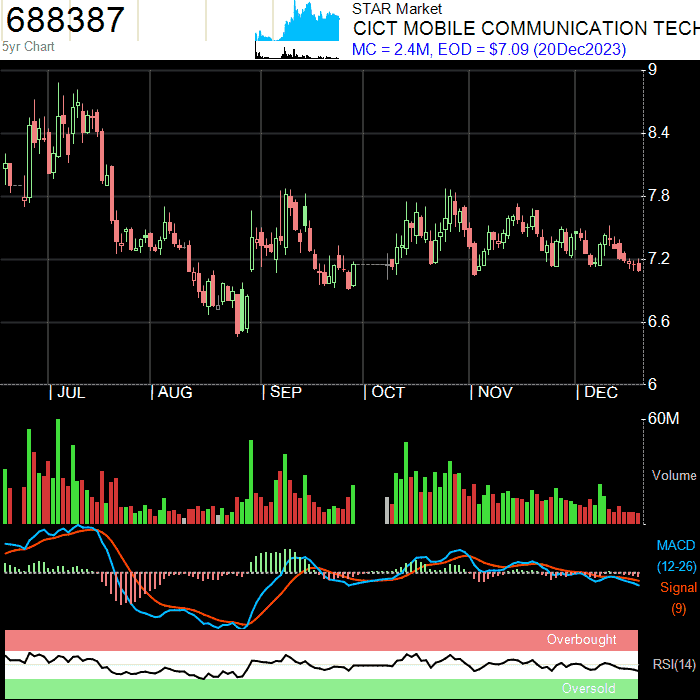 688387
5yr Chart
STAR Market
CICT MOBILE COMMUNICATION TECH
MC = 2.4M, EOD = $7.09 (20Dec2023)
9
8.4
7.8
7.2
6.6
6
JUL
AUG
SEP
OCT
NOV
DEC
60M
Volume
MACD
(12-26)
Signal
(9)
Overbought
RSI(14)
Oversold